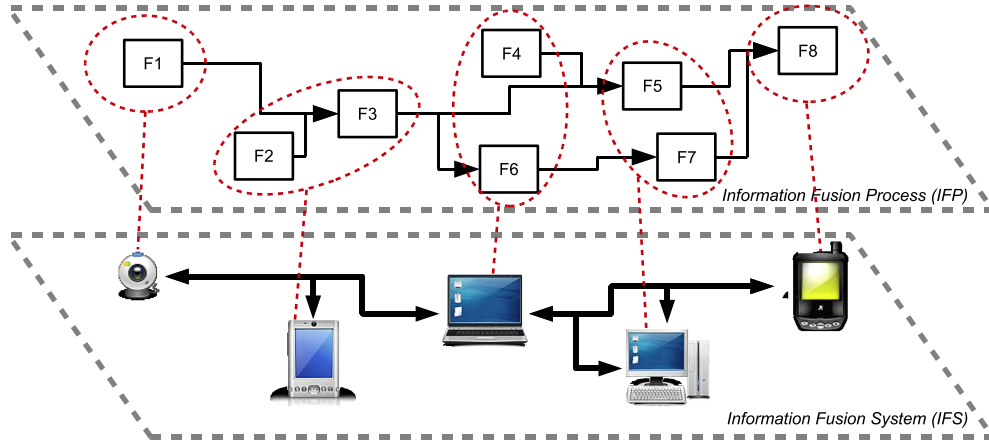 F1
F4
F8
F5
F3
F2
F6
F7
Information Fusion Process (IFP)
Information Fusion System (IFS)